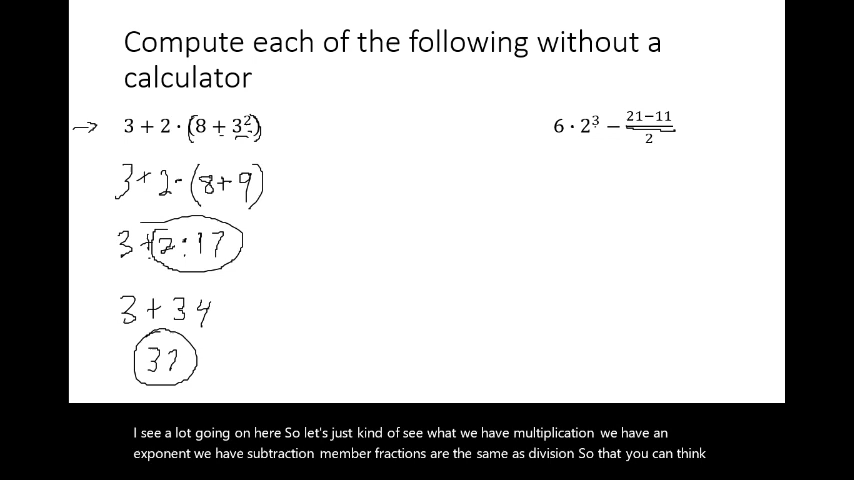 Compute each of the following without a
calculator
3 + 2 · (8 + 3²)
3 + 2 · (8 + 9)
3 + 2 · 17
3 + 34
37
6 · 2³ − \frac{21−11}{2}
I see a lot going on here So let's just kind of see what we have multiplication we have an
exponent we have subtraction member fractions are the same as division So that you can think